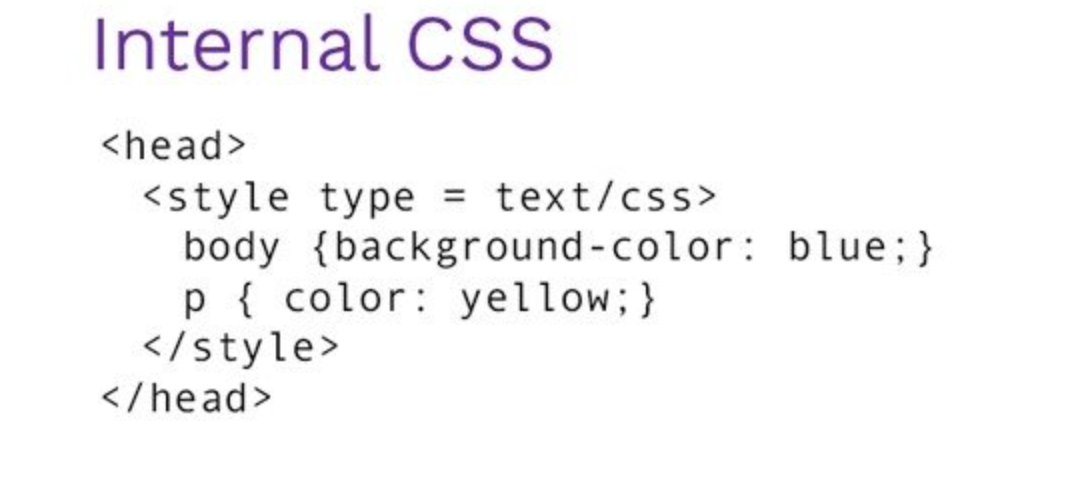 Internal CSS
<head>
<style type = text/css>
body {background-color: blue;}
p { color: yellow;}
</style>
</head>